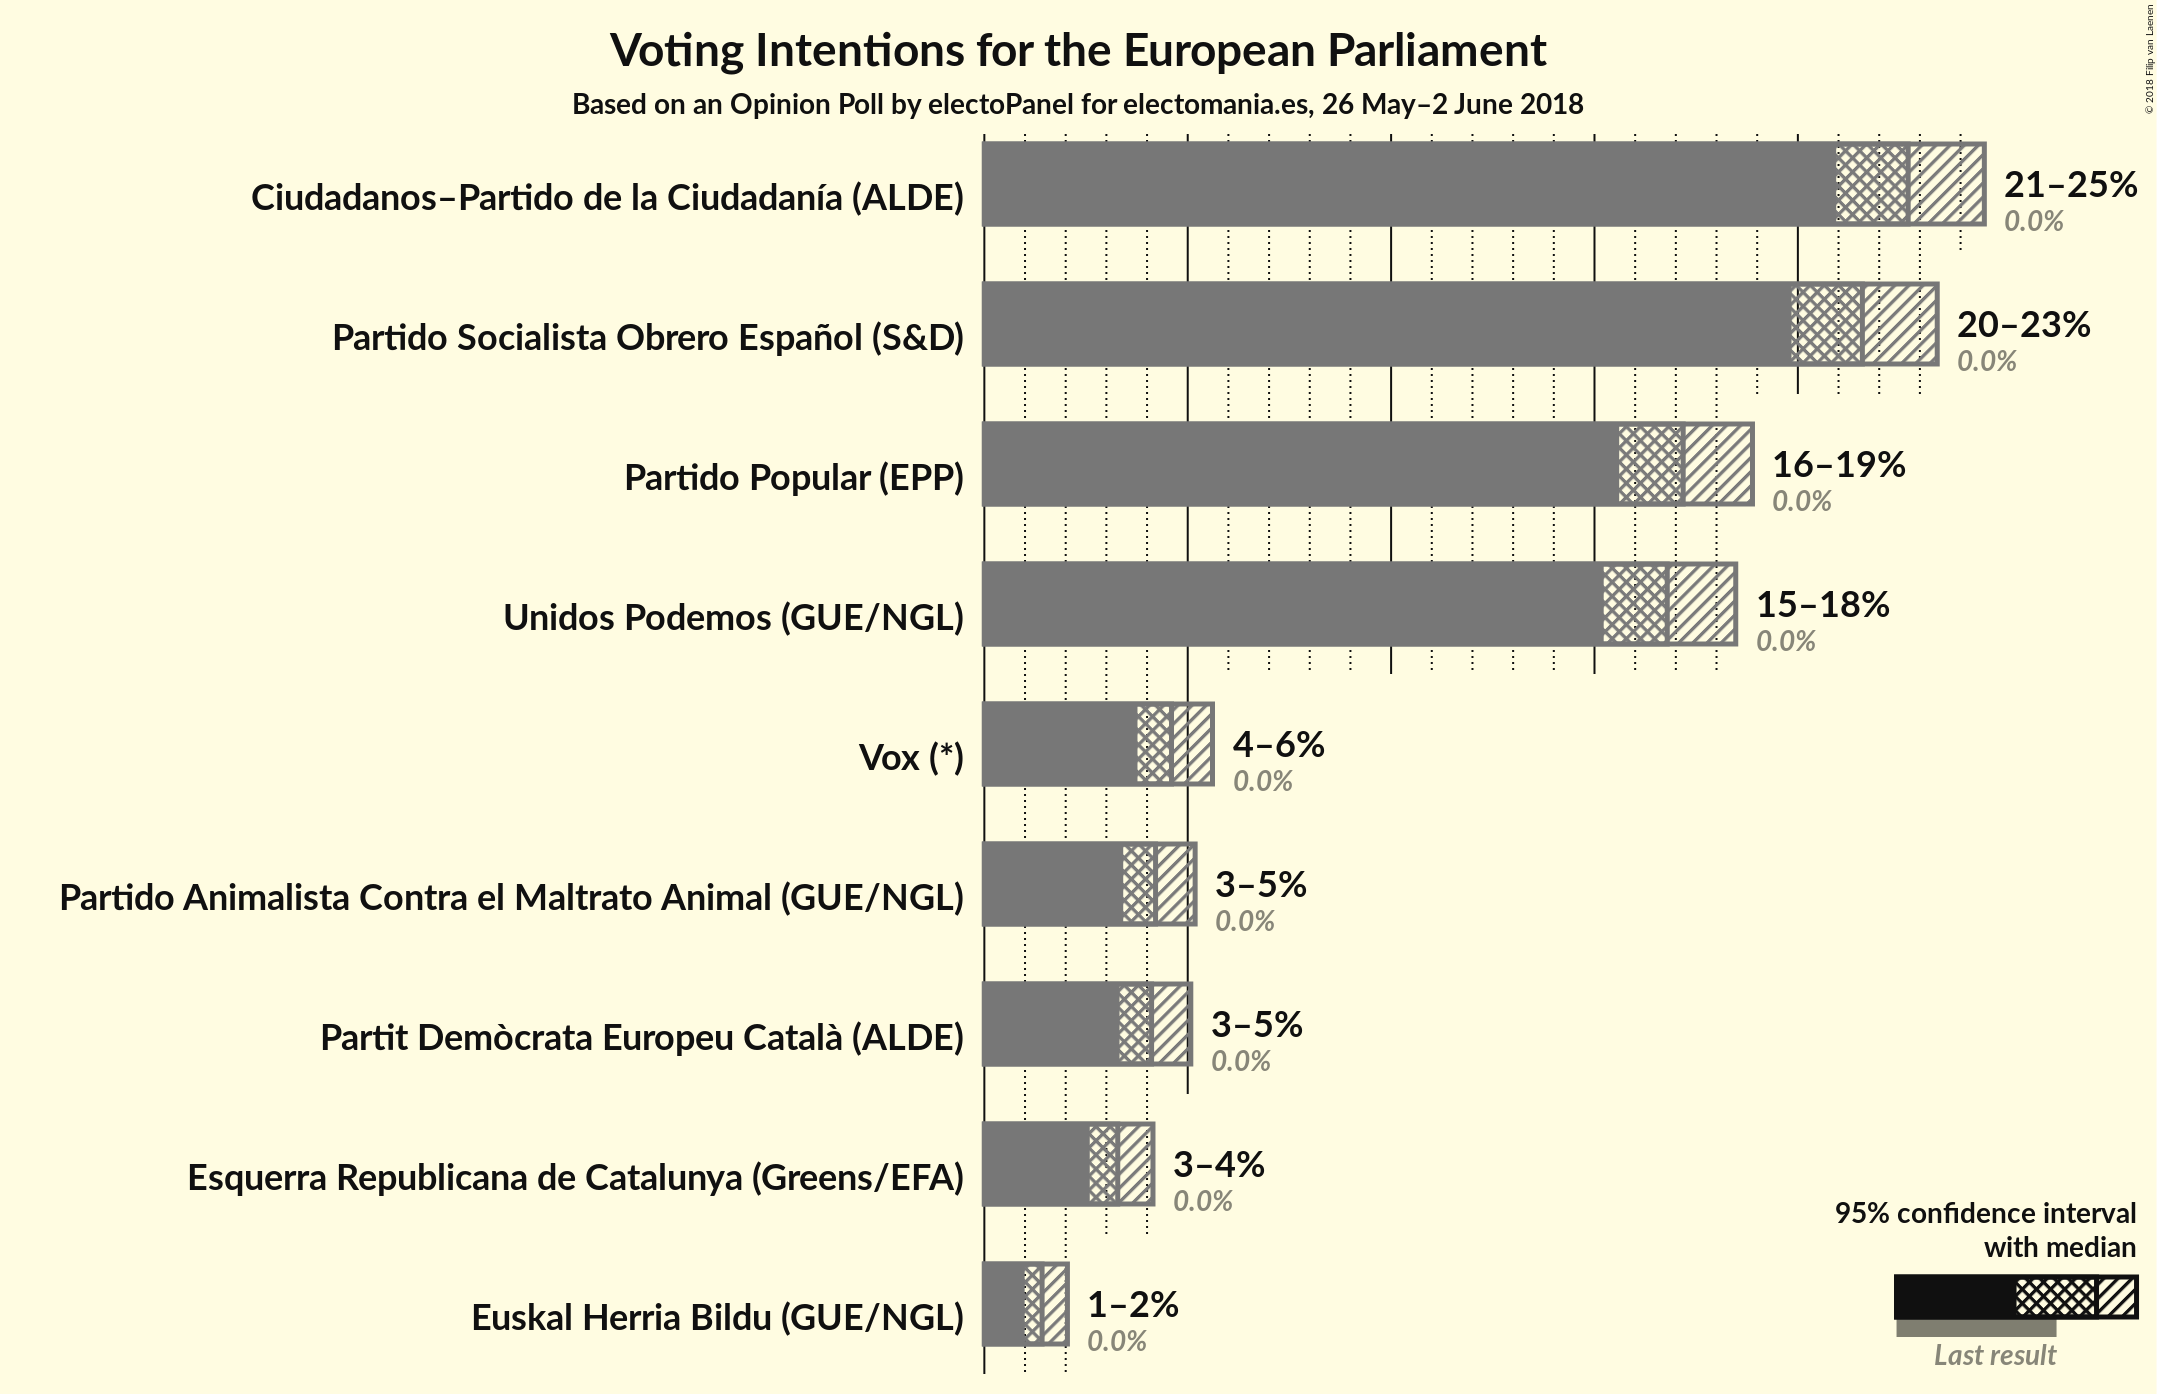 Voting Intentions for the European Parliament
Based on an Opinion Poll by electoPanel for electomania.es, 26 May–2 June 2018
© 2018 Filip van Laenen
Ciudadanos–Partido de la Ciudadanía (ALDE)
21–25%
0.0%
Partido Socialista Obrero Español (S&D)
20–23%
0.0%
Partido Popular (EPP)
16–19%
0.0%
Unidos Podemos (GUE/NGL)
15–18%
0.0%
Vox (*)
4–6%
0.0%
Partido Animalista Contra el Maltrato Animal (GUE/NGL)
3–5%
0.0%
Partit Demòcrata Europeu Català (ALDE)
3–5%
0.0%
Esquerra Republicana de Catalunya (Greens/EFA)
3–4%
0.0%
Euskal Herria Bildu (GUE/NGL)
1–2%
0.0%
95% confidence interval
with median
Last result